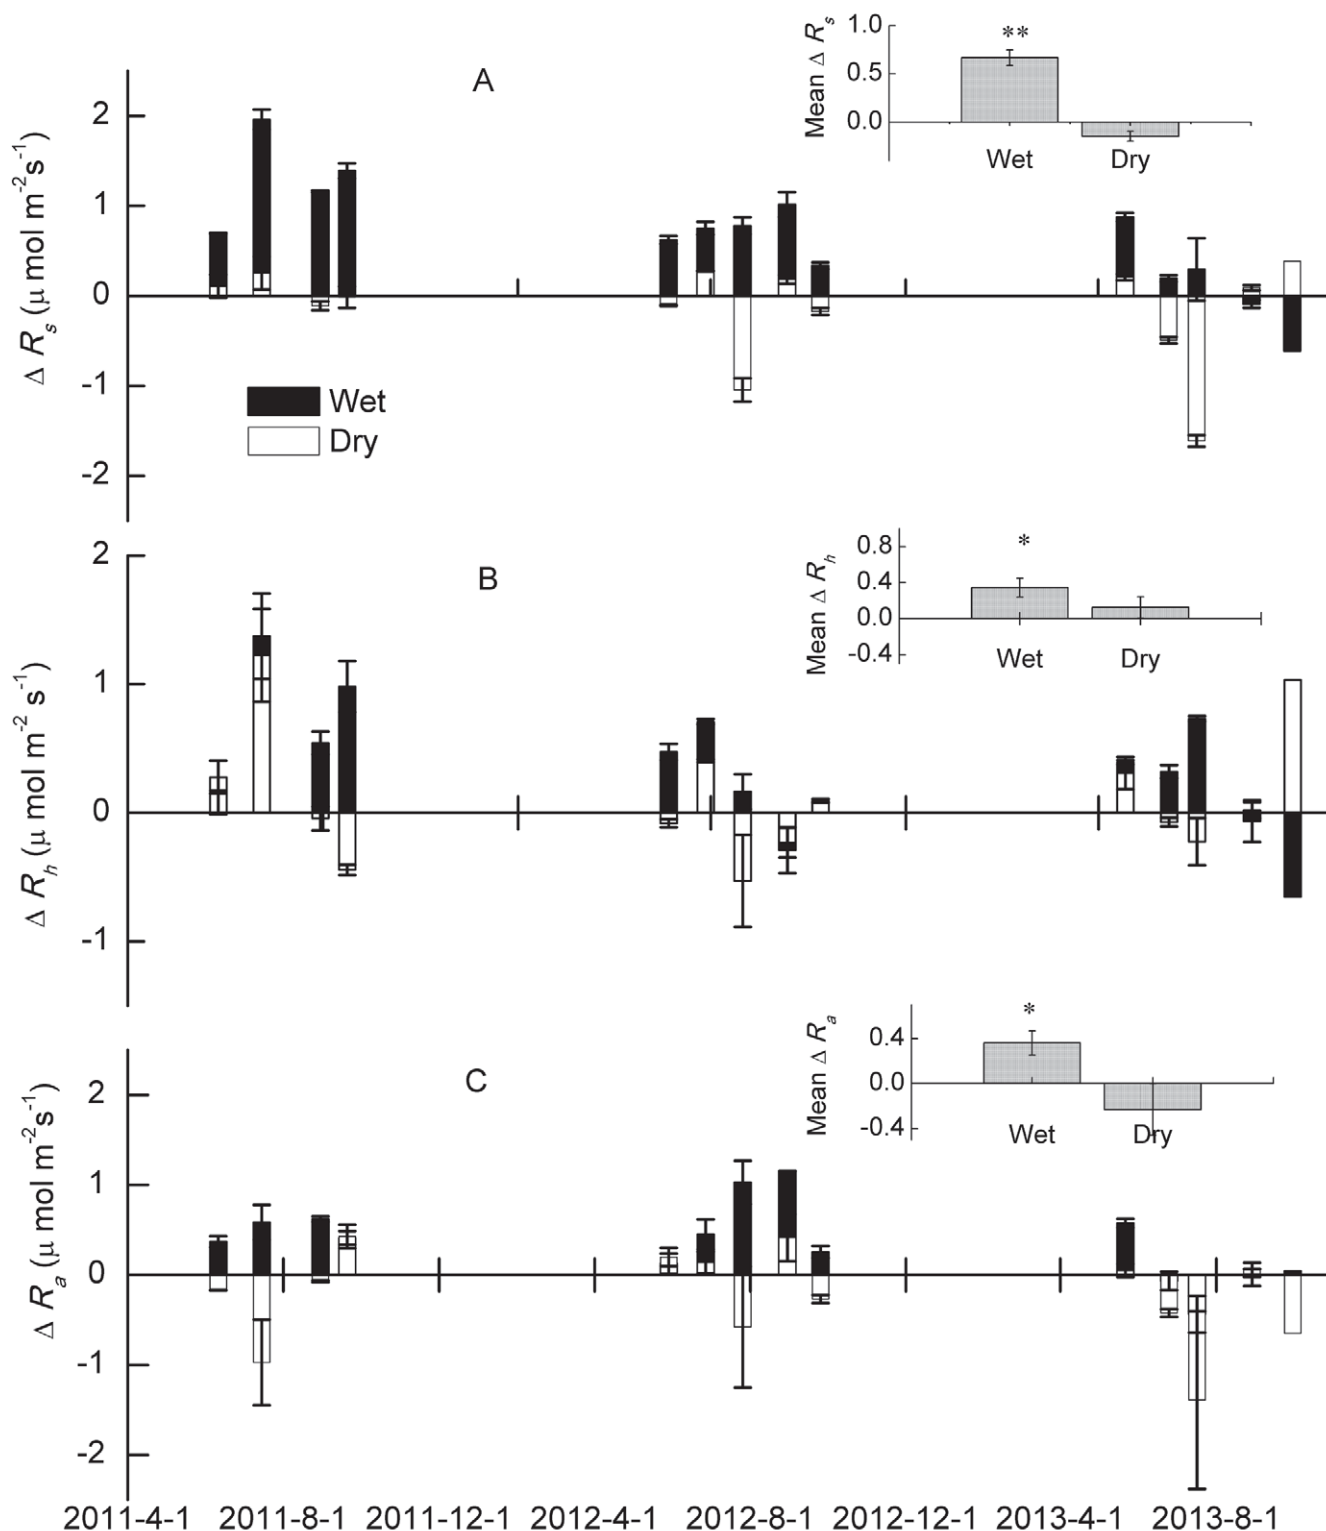 A
Δ Rs (μ mol m-2s-1)
2
1
0
-1
-2
Wet
Dry
Mean Δ Rs
1.0
0.5
0.0
**
Wet Dry
B
Δ Rh (μ mol m-2 s-1)
2
1
0
-1
Mean Δ Rh
0.8
0.4
0.0
-0.4
*
Wet Dry
C
Δ Ra (μ mol m-2s-1)
2
1
0
-1
-2
Mean Δ Ra
0.4
0.0
-0.4
*
Wet Dry
2011-4-1 2011-8-1 2011-12-1 2012-4-1 2012-8-1 2012-12-1 2013-4-1 2013-8-1